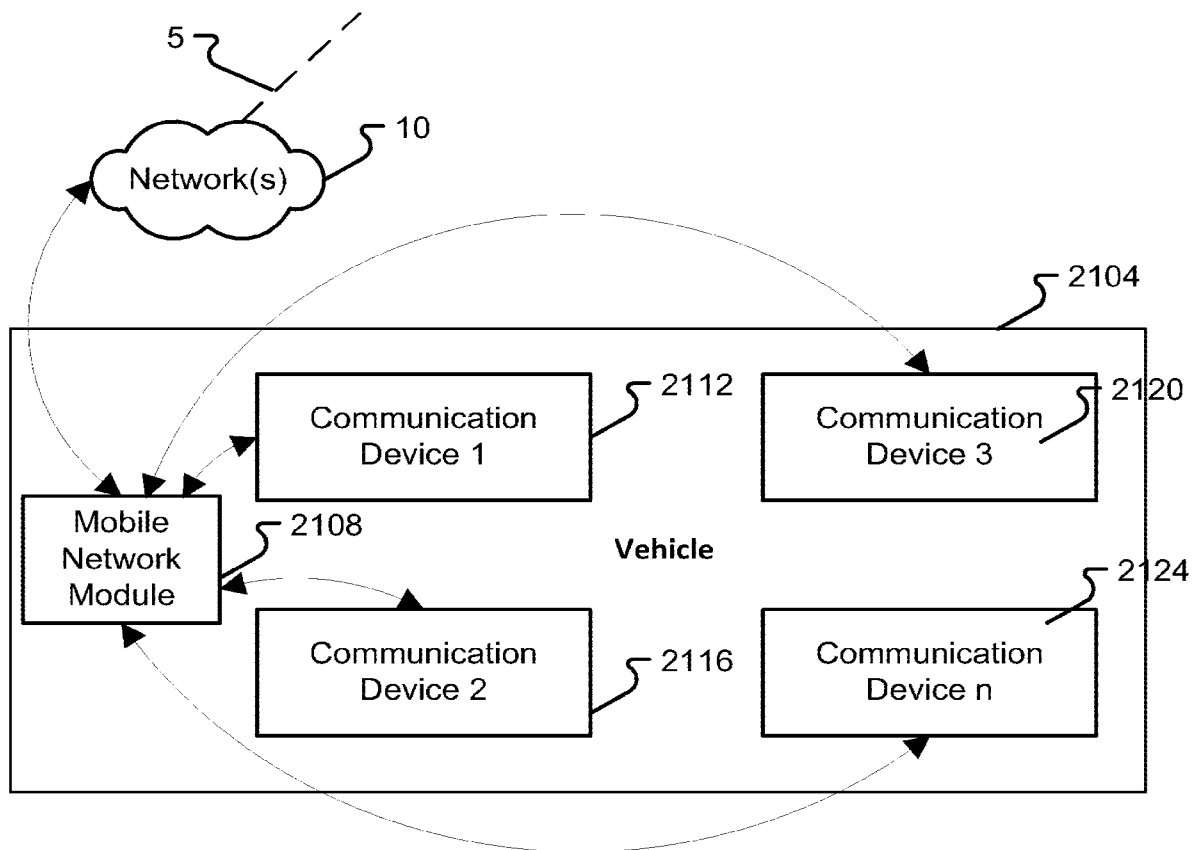 5
10
Network(s)
2104
2112
2120
Communication
Device 1
Communication
Device 3
Mobile
Network
Module
2108
Vehicle
2124
Communication
Device 2
2116
Communication
Device n